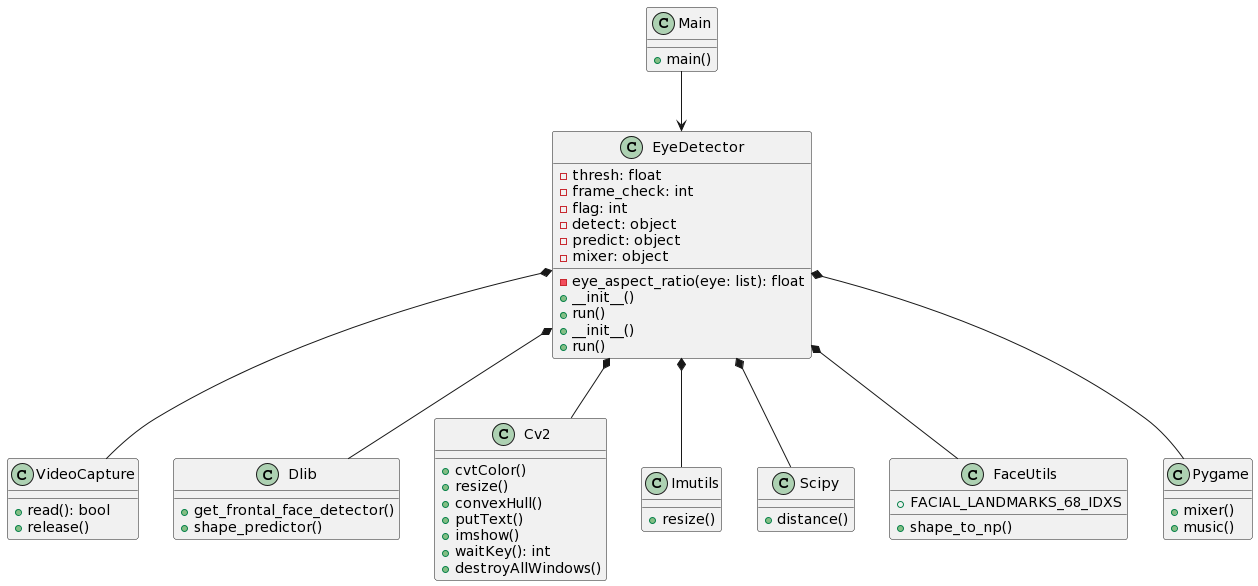 C Main
main()
C EyeDetector
thresh: float
frame_check: int
flag: int
detect: object
predict: object
mixer: object
eye_aspect_ratio(eye: list): float
__init__()
run()
__init__()
run()
C VideoCapture
read(): bool
release()
C Dlib
get_frontal_face_detector()
shape_predictor()
C Cv2
cvtColor()
resize()
convexHull()
putText()
imshow()
waitKey(): int
destroyAllWindows()
C Imutils
resize()
C Scipy
distance()
C FaceUtils
FACIAL_LANDMARKS_68_IDXS
shape_to_np()
C Pygame
mixer()
music()